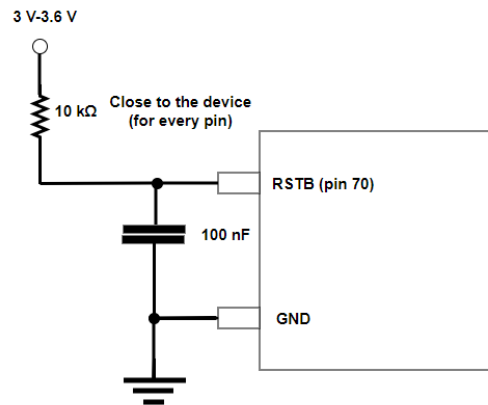 3 V-3.6 V
10 kΩ
Close to the device
(for every pin)
RSTB (pin 70)
100 nF
GND